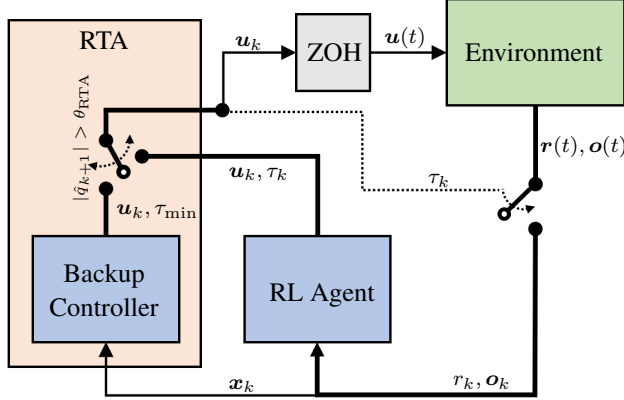 RTA
u_k
ZOH
u(t)
Environment
|q̂_{k+1}| > θ_RTA
r(t), o(t)
u_k, τ_k
τ_k
u_k, τ_min
Backup
Controller
RL Agent
x_k
r_k, o_k